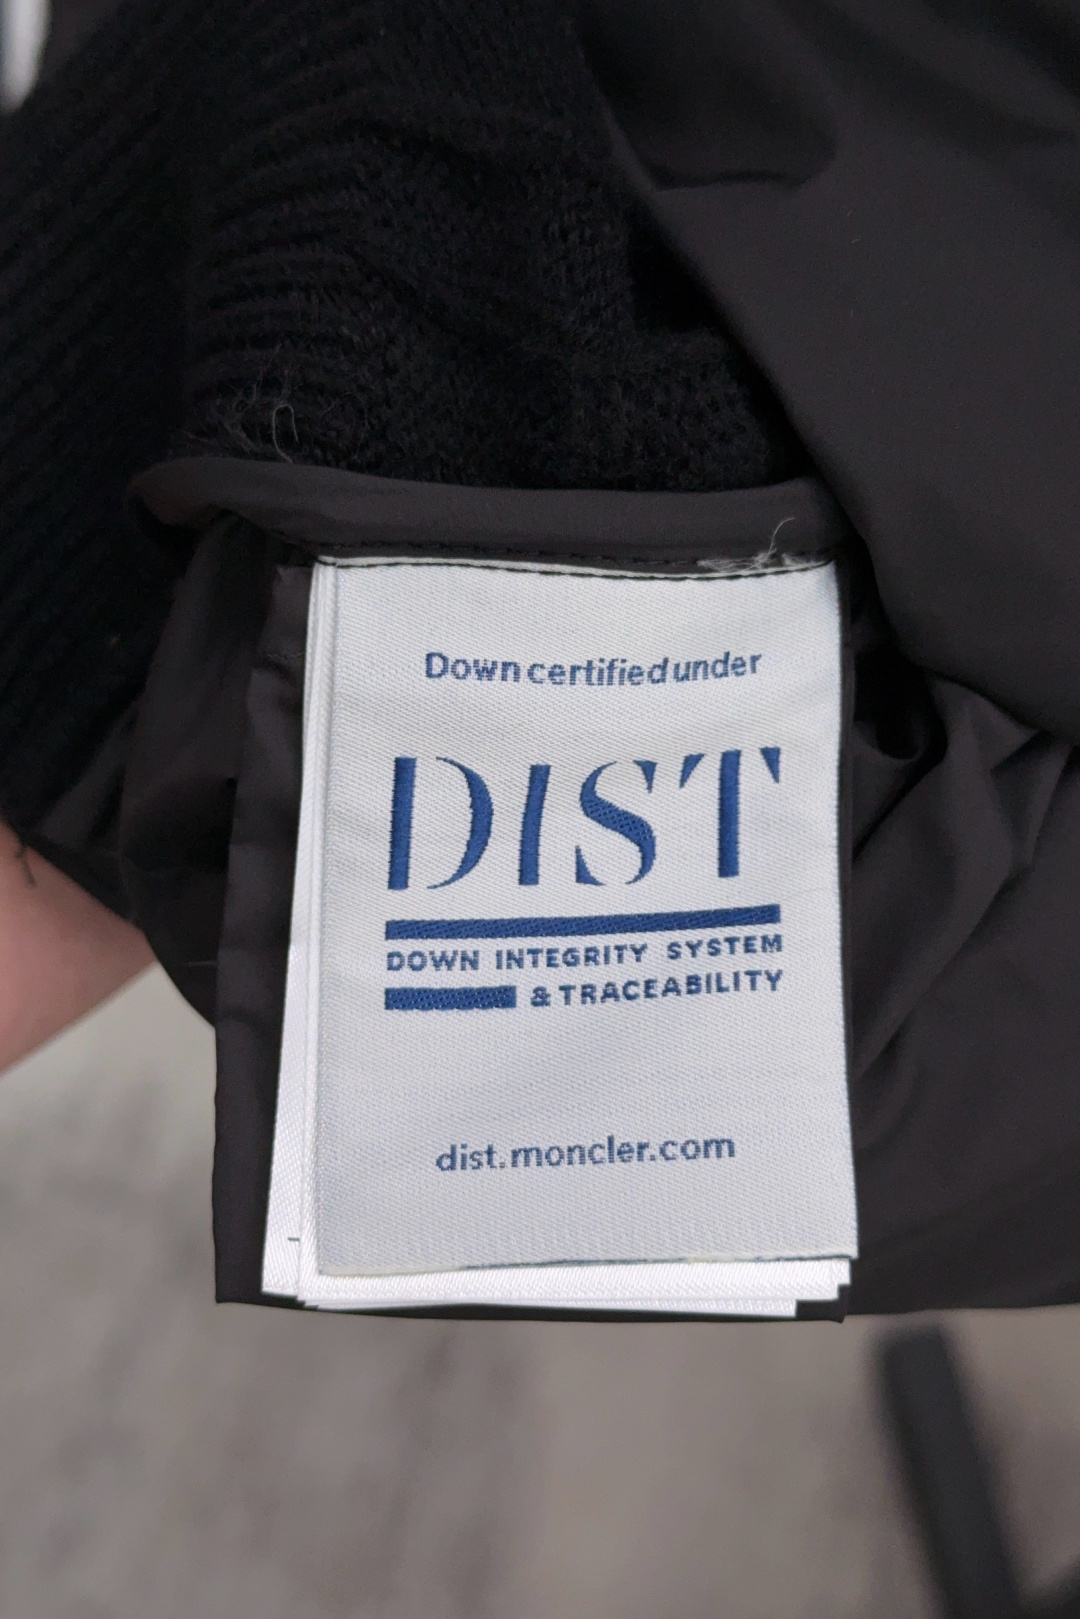 Down certified under
DIST
DOWN INTEGRITY SYSTEM
& TRACEABILITY
dist.moncler.com